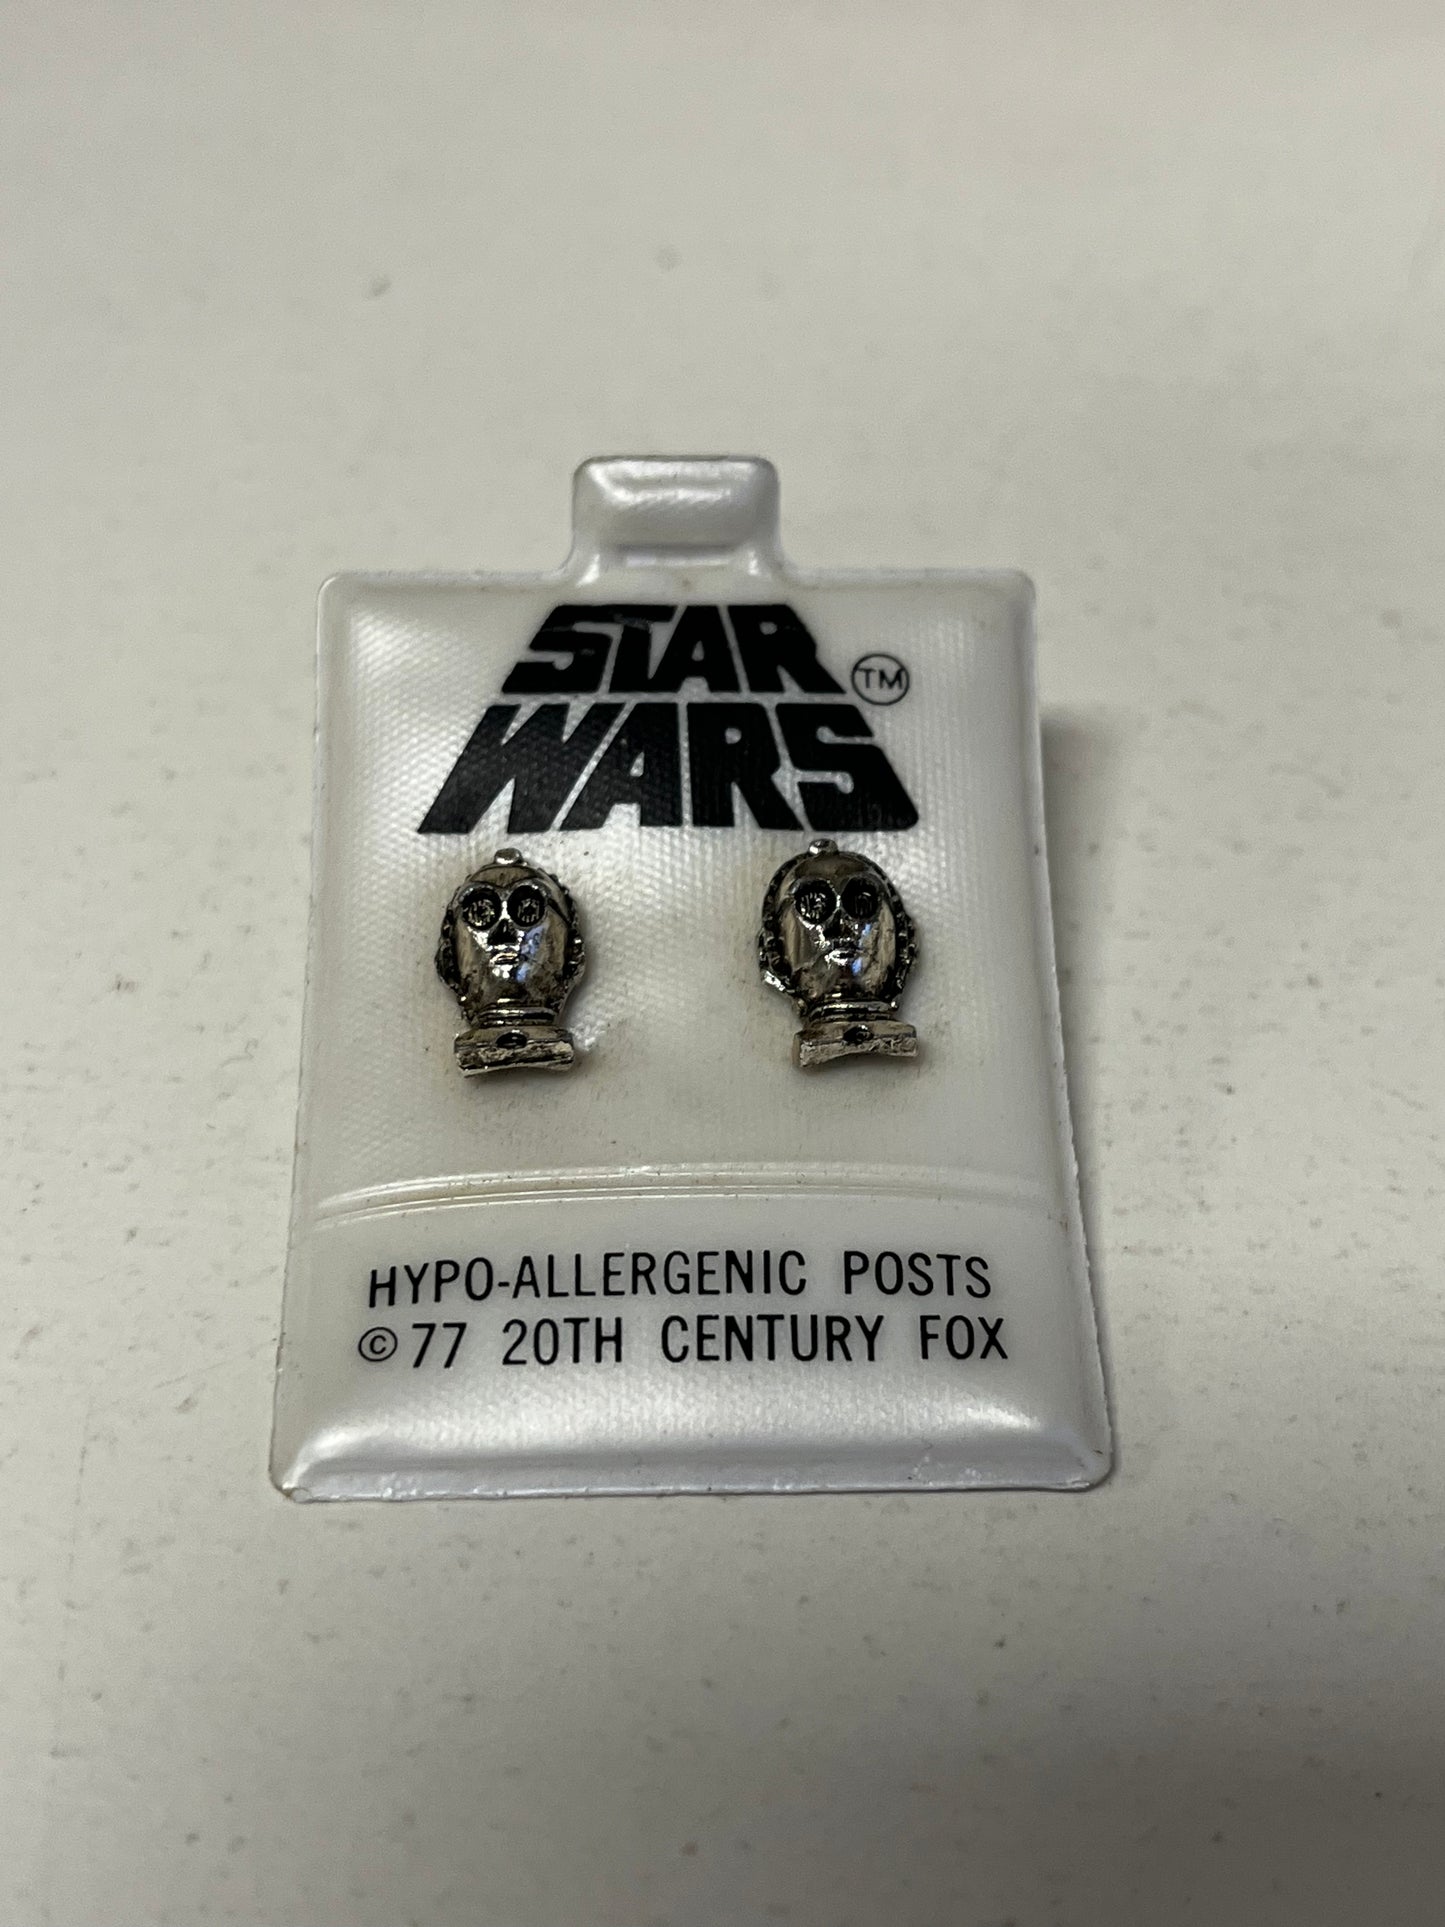 STAR
WARS ™
HYPO-ALLERGENIC POSTS
© 77 20TH CENTURY FOX